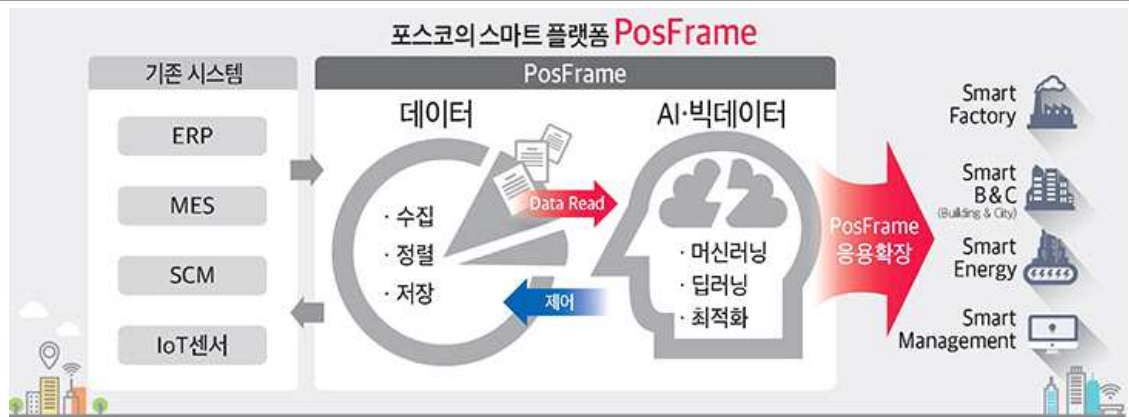 포스코의 스마트 플랫폼 PosFrame
기존 시스템
ERP
MES
SCM
IoT센서
PosFrame
데이터
· 수집
· 정렬
· 저장
Data Read
제어
AI·빅데이터
· 머신러닝
· 딥러닝
· 최적화
PosFrame
응용확장
Smart
Factory
Smart
B&C
(Building & City)
Smart
Energy
Smart
Management